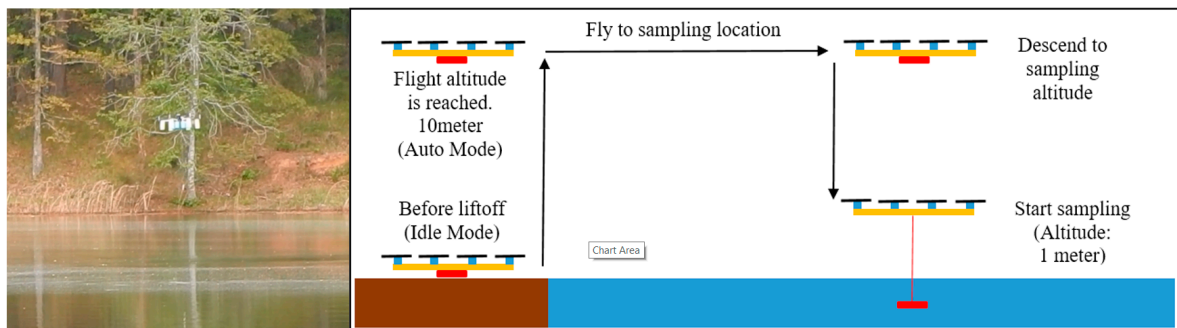 Fly to sampling location
Flight altitude
is reached.
10meter
(Auto Mode)
Descend to
sampling
altitude
Before liftoff
(Idle Mode)
Chart Area
Start sampling
(Altitude:
1 meter)